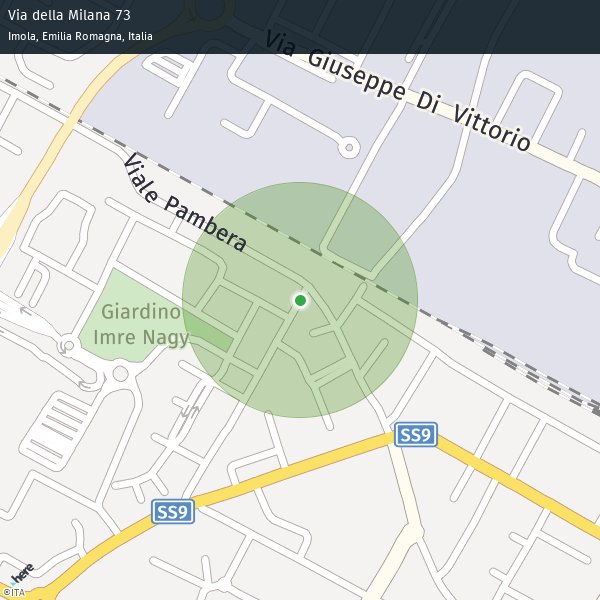 Via della Milana 73
Imola, Emilia Romagna, Italia
Via Giuseppe Di Vittorio
Viale Pambera
Giardino
Imre Nagy
SS9
SS9
here
©ITA